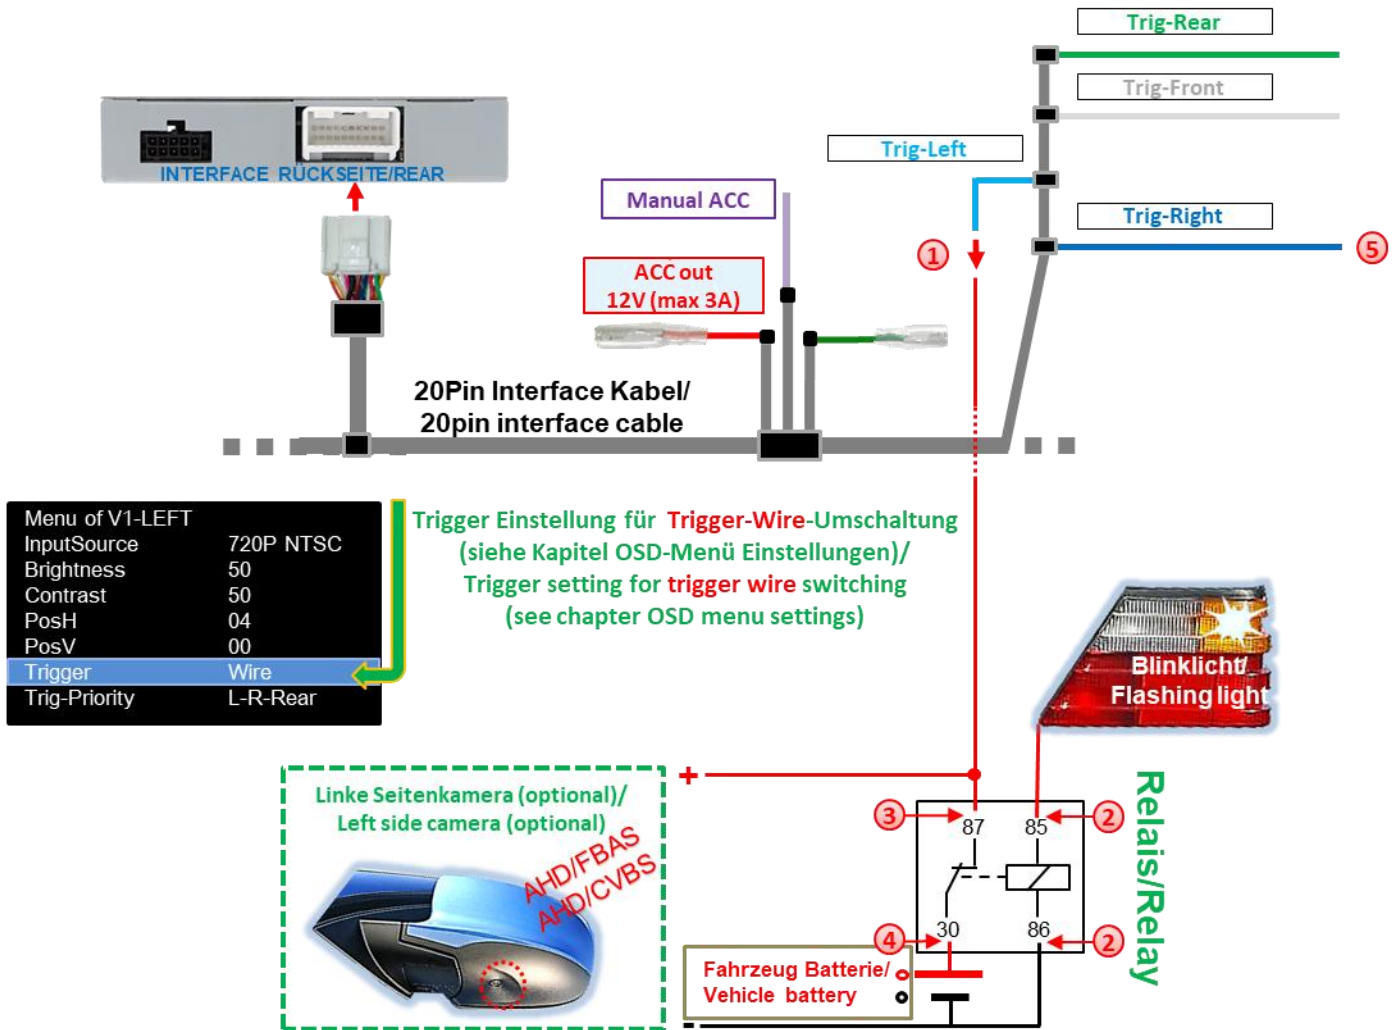 Trig-Rear
Trig-Front
Trig-Left
Trig-Right
5
INTERFACE RÜCKSEITE/REAR
Manual ACC
1
ACC out
12V (max 3A)
20Pin Interface Kabel/
20pin interface cable
Menu of V1-LEFT
InputSource 720P NTSC
Brightness 50
Contrast 50
PosH 04
PosV 00
Trigger Wire
Trig-Priority L-R-Rear
Trigger Einstellung für Trigger-Wire-Umschaltung
(siehe Kapitel OSD-Menü Einstellungen)/
Trigger setting for trigger wire switching
(see chapter OSD menu settings)
Blinklicht/
Flashing light
+
Linke Seitenkamera (optional)/
Left side camera (optional)
AHD/FBAS
AHD/CVBS
3
87
85
2
4
30
86
2
Relais/Relay
Fahrzeug Batterie/
Vehicle battery
-